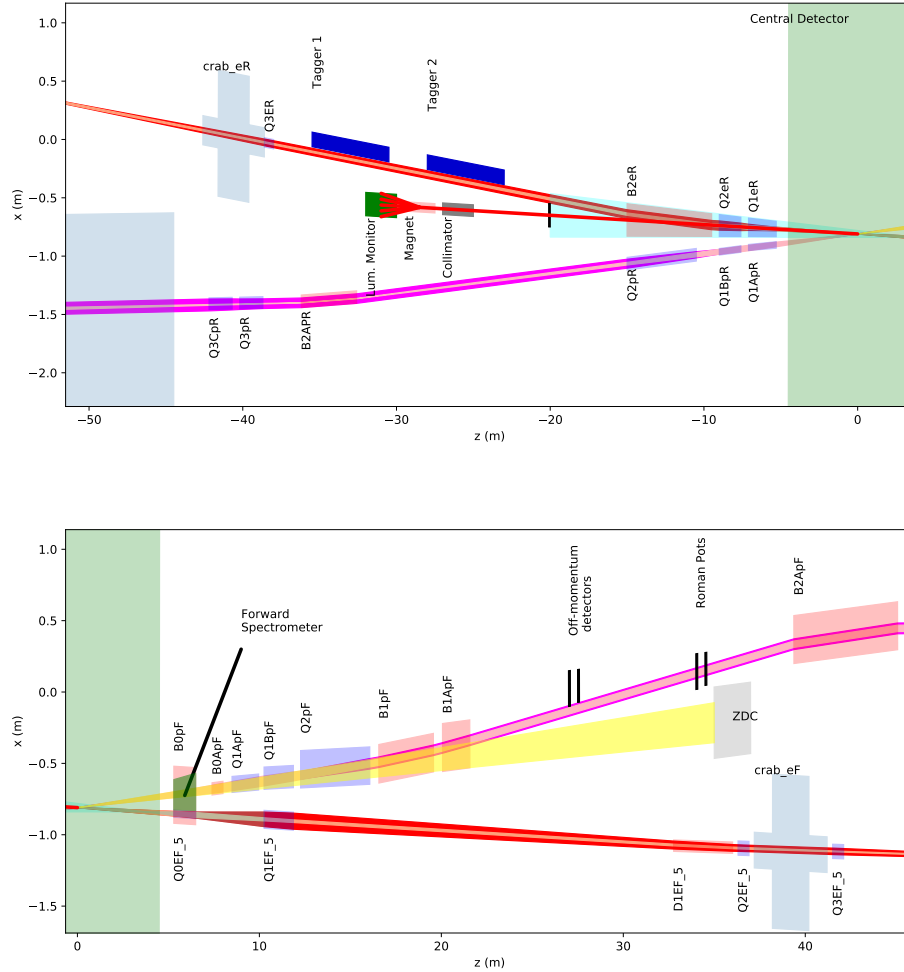 Central Detector
crab_eR
Q3ER
Tagger 1
Tagger 2
Lum. Monitor
Magnet
Collimator
B2eR
Q2eR
Q1eR
Q2pR
Q1BpR
Q1ApR
Q3CpR
Q3pR
B2APR
x (m)
1.0
0.5
0.0
−0.5
−1.0
−1.5
−2.0
−50
−40
−30
−20
−10
0
z (m)
Forward
Spectrometer
B0pF
B0ApF
Q1ApF
Q1BpF
Q2pF
B1pF
B1ApF
Off-momentum
detectors
Roman Pots
B2ApF
ZDC
crab_eF
Q0EF_5
Q1EF_5
D1EF_5
Q2EF_5
Q3EF_5
x (m)
1.0
0.5
0.0
−0.5
−1.0
−1.5
0
10
20
30
40
z (m)